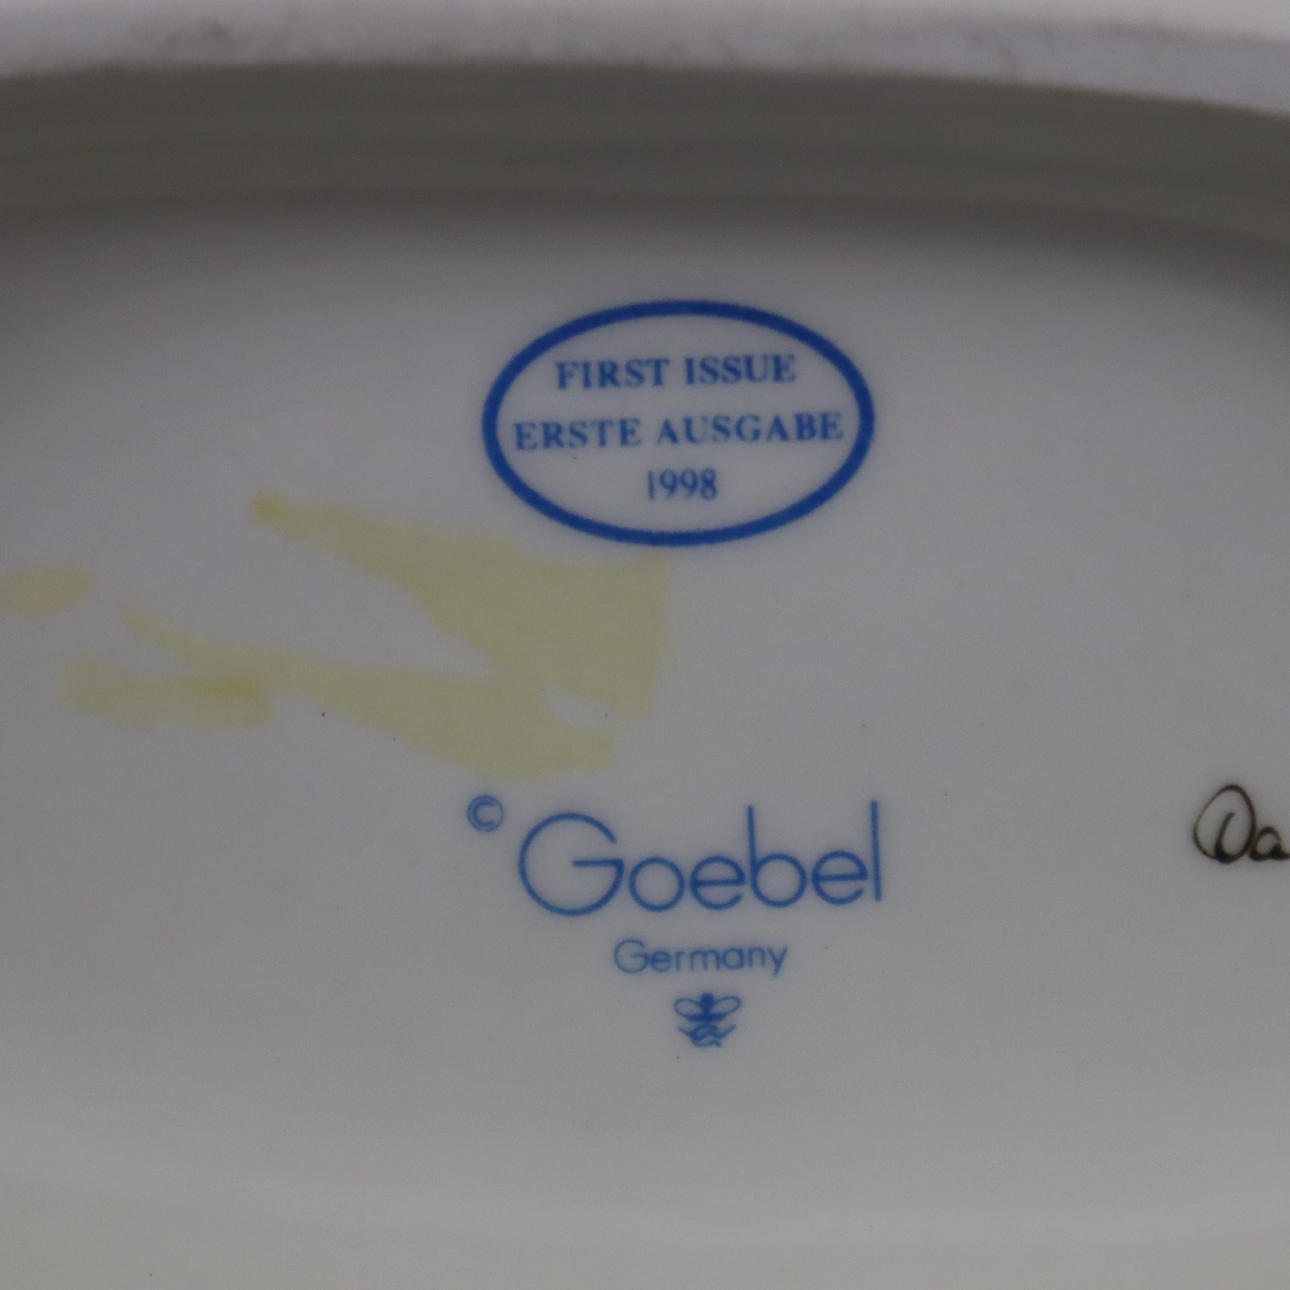 FIRST ISSUE
ERSTE AUSGABE
1998
© Goebel
Germany